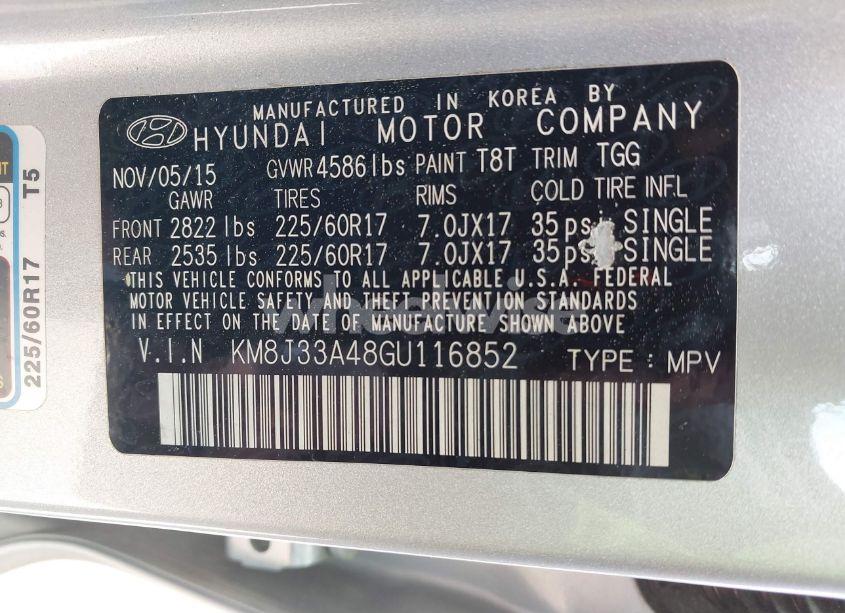 MANUFACTURED IN KOREA BY
HYUNDAI MOTOR COMPANY
NOV/05/15 GVWR 4586lbs PAINT T8T TRIM TGG
GAWR TIRES RIMS COLD TIRE INFL
FRONT 2822 lbs 225/60R17 7.0JX17 35 psi SINGLE
REAR 2535 lbs 225/60R17 7.0JX17 35 SINGLE
THIS VEHICLE CONFORMS TO ALL APPLICABLE U.S.A. FEDERAL
MOTOR VEHICLE SAFETY AND THEFT PREVENTION STANDARDS
IN EFFECT ON THE DATE OF MANUFACTURE SHOWN ABOVE
V.I.N KM8J33A48GU116852 TYPE : MPV
225/60R17 T5